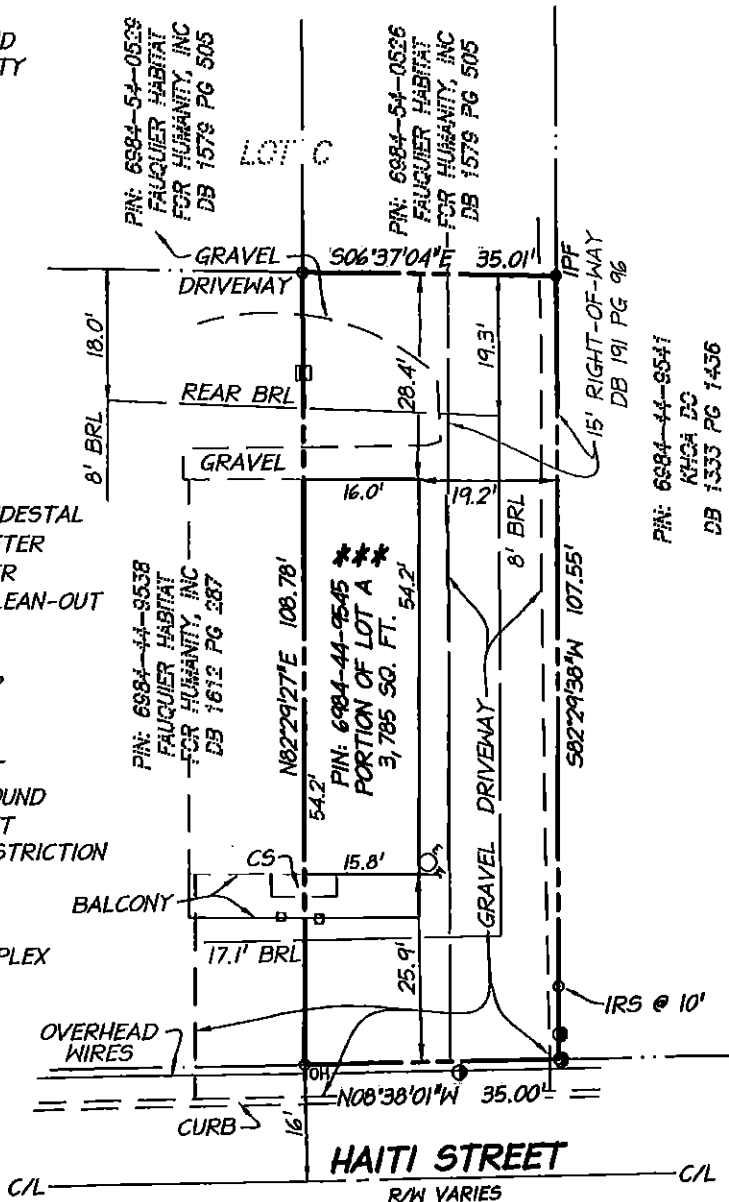 D
TY
PIN: 6984-54-0529
FAUQUIER HABITAT
FOR HUMANITY, INC
DB 1579 PG 505
LOT C
PIN: 6984-54-0526
FAUQUIER HABITAT
FOR HUMANITY, INC
DB 1579 PG 505
GRAVEL
DRIVEWAY
S06°37'04"E 35.01'
IPF
15' RIGHT-OF-WAY
DB 191 PG 96
PIN: 6984-44-9541
KHOA DO
DB 1333 PG 1436
18.0'
8' BRL
REAR BRL
28.4'
19.3'
GRAVEL
16.0'
19.2'
8' BRL
DESTAL
TER
R
LEAN-OUT
PIN: 6984-44-9538
FAUQUIER HABITAT
FOR HUMANITY, INC
DB 1612 PG 287
N82°29'27"E 108.78'
54.2'
PIN: 6984-44-9545 ***
PORTION OF LOT A
3,785 SQ. FT.
54.2'
GRAVEL DRIVEWAY
S82°29'38"W 107.55'
OUND
T
STRICTION
CS
15.8'
BALCONY
PLEX
17.1' BRL
25.9'
IRS @ 10'
OVERHEAD
WIRES
OH
N08°38'01"W 35.00'
CURB
16'
HAITI STREET
C/L
C/L
R/W VARIES